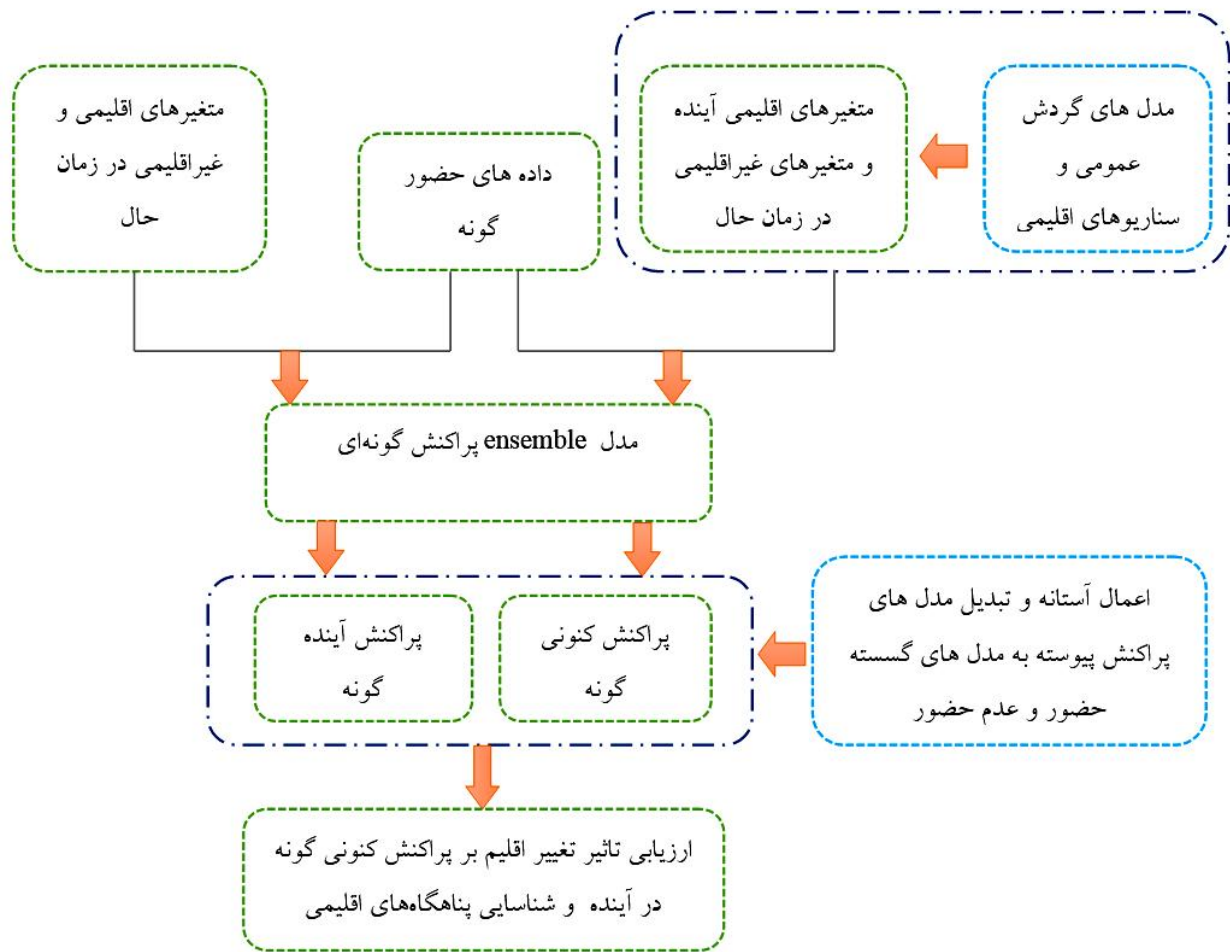 مدل های گردش
عمومی و
سناریوهای اقلیمی
متغیرهای اقلیمی آینده
و متغیرهای غیراقلیمی
در زمان حال
داده های حضور
گونه
متغیرهای اقلیمی و
غیراقلیمی در زمان
حال
مدل ensemble پراکنش گونه‌ای
پراکنش کنونی
گونه
پراکنش آینده
گونه
اعمال آستانه و تبدیل مدل های
پراکنش پیوسته به مدل های گسسته
حضور و عدم حضور
ارزیابی تاثیر تغییر اقلیم بر پراکنش کنونی گونه
در آینده و شناسایی پناهگاه‌های اقلیمی